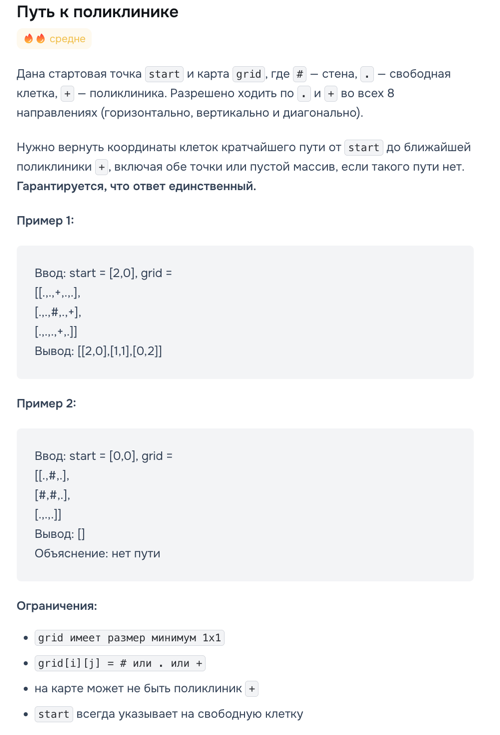 Путь к поликлинике
🔥🔥 средне
Дана стартовая точка start и карта grid, где # — стена, . — свободная
клетка, + — поликлиника. Разрешено ходить по . и + во всех 8
направлениях (горизонтально, вертикально и диагонально).
Нужно вернуть координаты клеток кратчайшего пути от start до ближайшей
поликлиники +, включая обе точки или пустой массив, если такого пути нет.
Гарантируется, что ответ единственный.
Пример 1:
Ввод: start = [2,0], grid =
[[.,.,+,.,.],
[.,.,#,.,+],
[.,.,.,+,.]]
Вывод: [[2,0],[1,1],[0,2]]
Пример 2:
Ввод: start = [0,0], grid =
[[.,#,.],
[#,#,.],
[.,.,.]]
Вывод: []
Объяснение: нет пути
Ограничения:
• grid имеет размер минимум 1x1
• grid[i][j] = # или . или +
• на карте может не быть поликлиник +
• start всегда указывает на свободную клетку